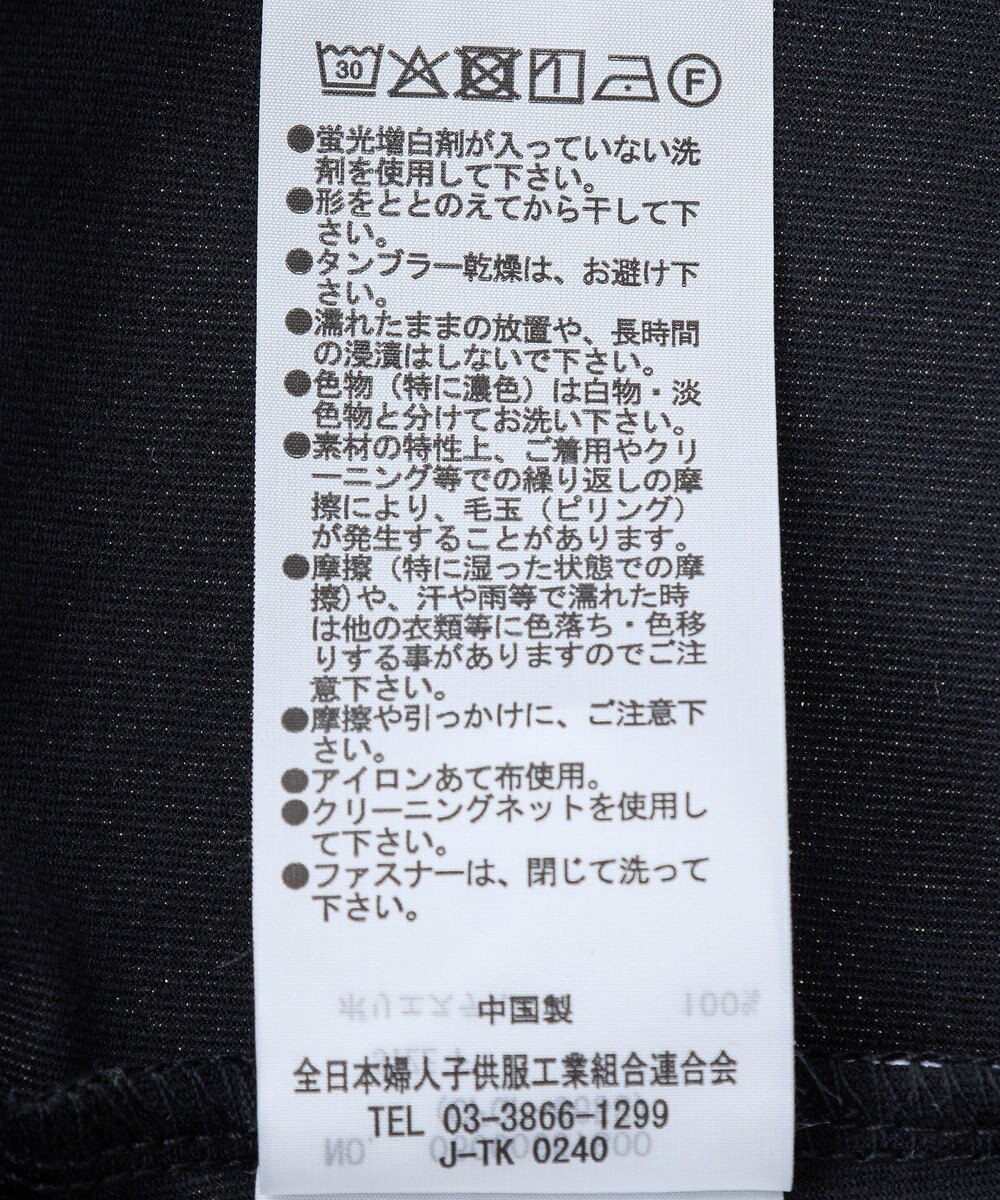 30
F
●蛍光増白剤が入っていない洗
剤を使用して下さい。
●形をととのえてから干して下
さい。
●タンブラー乾燥は、お避け下
さい。
●濡れたままの放置や、長時間
の浸漬はしないで下さい。
●色物（特に濃色）は白物・淡
色物と分けてお洗い下さい。
●素材の特性上、ご着用やクリ
ーニング等での繰り返しの摩
擦により、毛玉（ピリング）
が発生することがあります。
●摩擦（特に湿った状態での摩
擦）や、汗や雨等で濡れた時
は他の衣類等に色落ち・色移
りする事がありますのでご注
意下さい。
●摩擦や引っかけに、ご注意下
さい。
●アイロンあて布使用。
●クリーニングネットを使用し
て下さい。
●ファスナーは、閉じて洗って
下さい。
中国製
100%
全日本婦人子供服工業組合連合会
TEL 03-3866-1299
J-TK 0240
NO.